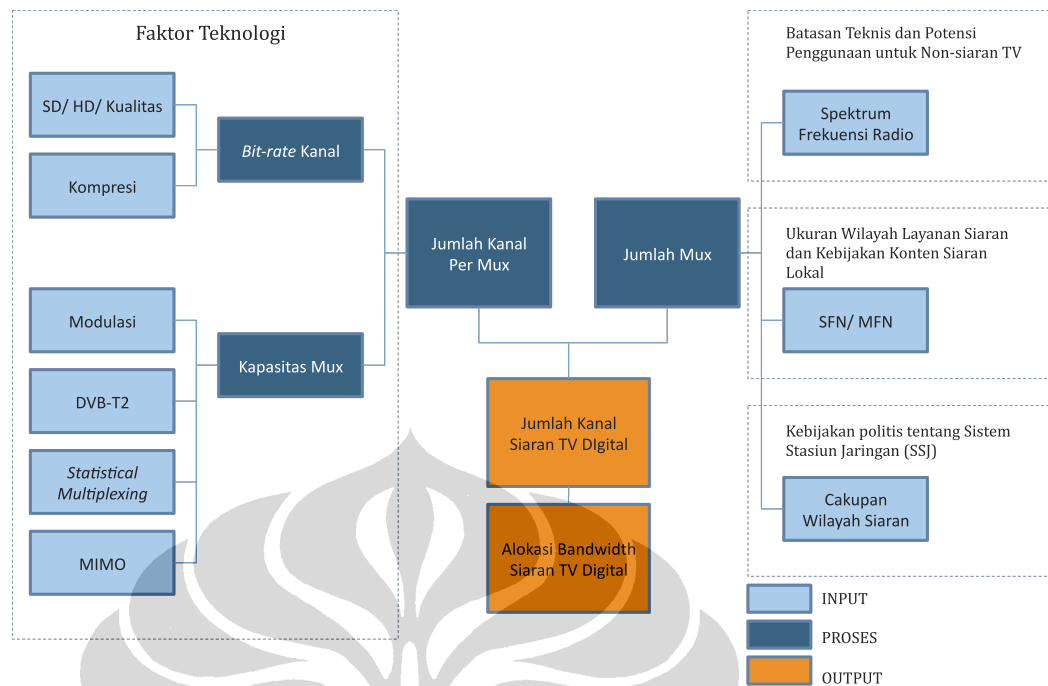 Faktor Teknologi
SD/ HD/ Kualitas
Kompresi
Bit-rate Kanal
Modulasi
DVB-T2
Statistical
Multiplexing
MIMO
Kapasitas Mux
Jumlah Kanal
Per Mux
Jumlah Mux
Jumlah Kanal
Siaran TV DIgital
Alokasi Bandwidth
Siaran TV Digital
Batasan Teknis dan Potensi
Penggunaan untuk Non-siaran TV
Spektrum
Frekuensi Radio
Ukuran Wilayah Layanan Siaran
dan Kebijakan Konten Siaran
Lokal
SFN/ MFN
Kebijakan politis tentang Sistem
Stasiun Jaringan (SSJ)
Cakupan
Wilayah Siaran
INPUT
PROSES
OUTPUT